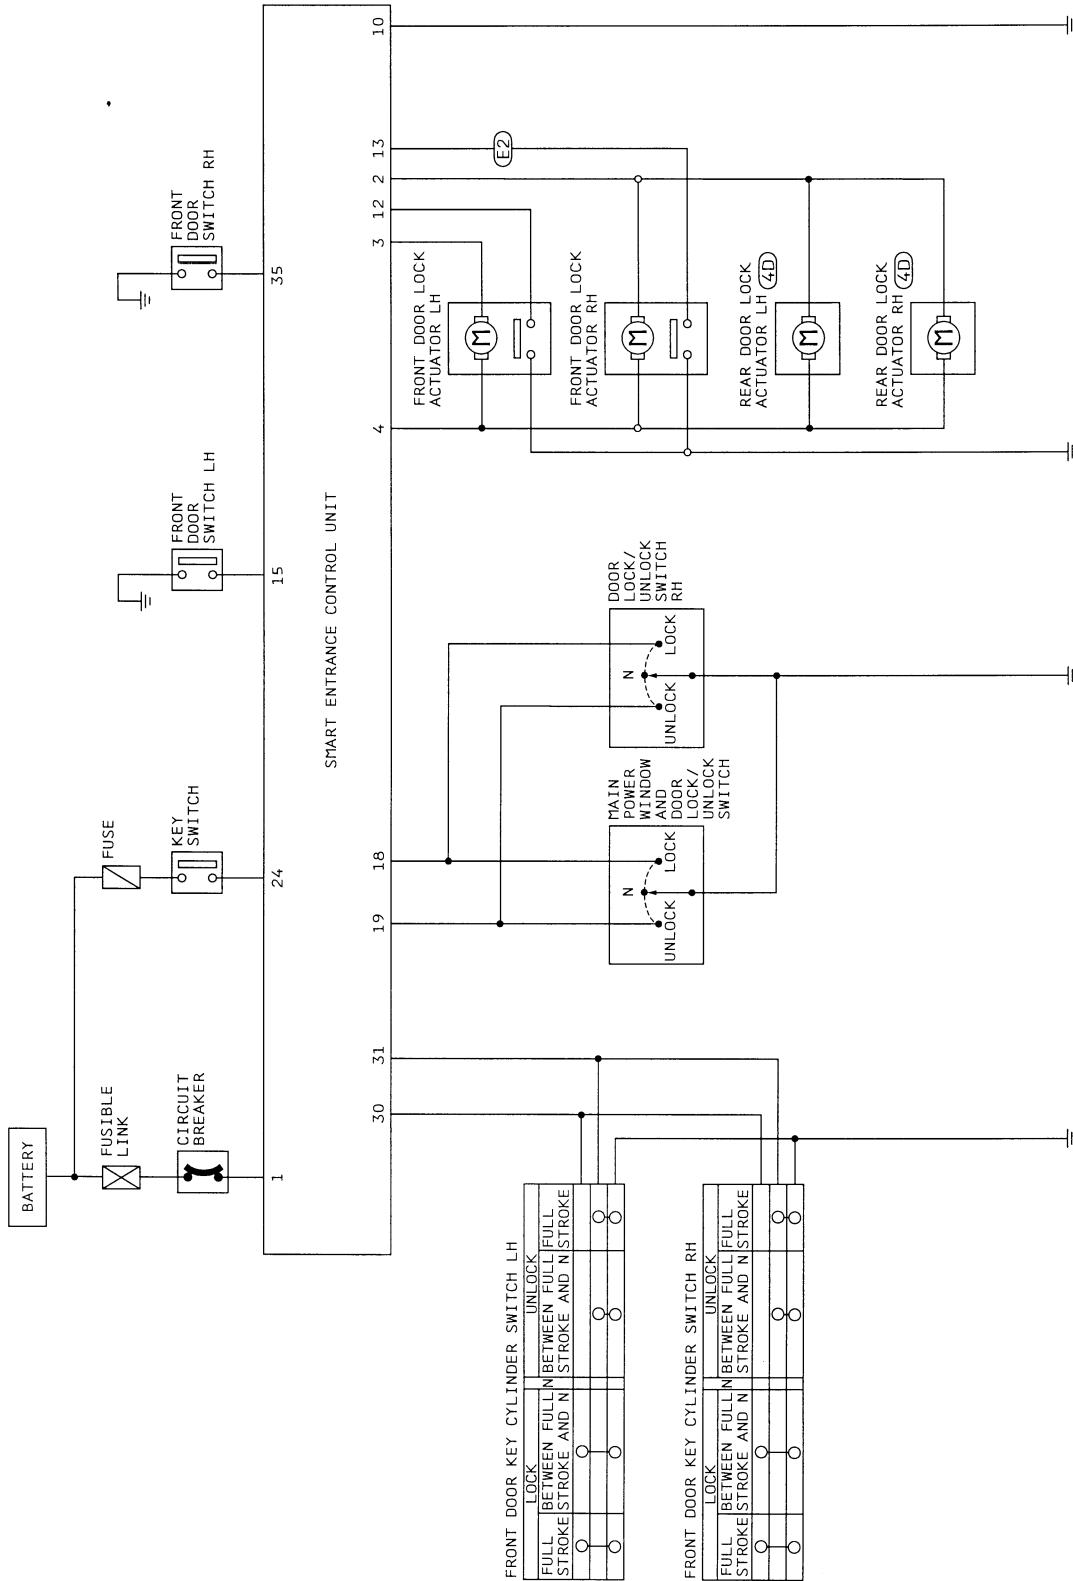 BATTERY
FUSIBLE
LINK
CIRCUIT
BREAKER
FUSE
KEY
SWITCH
FRONT
DOOR
SWITCH LH
FRONT
DOOR
SWITCH RH
1
24
15
35
SMART ENTRANCE CONTROL UNIT
30
31
19
18
4
3
12
2
13
10
E2
FRONT DOOR LOCK
ACTUATOR LH
M
FRONT DOOR LOCK
ACTUATOR RH
M
REAR DOOR LOCK
ACTUATOR LH 4D
M
REAR DOOR LOCK
ACTUATOR RH 4D
M
MAIN
POWER
WINDOW
AND
DOOR
LOCK/
UNLOCK
SWITCH
N
UNLOCK
LOCK
DOOR
LOCK/
UNLOCK
SWITCH
RH
N
UNLOCK
LOCK
FRONT DOOR KEY CYLINDER SWITCH LH
LOCK UNLOCK
FULL BETWEEN FULL N BETWEEN FULL FULL
STROKE STROKE AND N STROKE AND N STROKE
FRONT DOOR KEY CYLINDER SWITCH RH
LOCK UNLOCK
FULL BETWEEN FULL N BETWEEN FULL FULL
STROKE STROKE AND N STROKE AND N STROKE